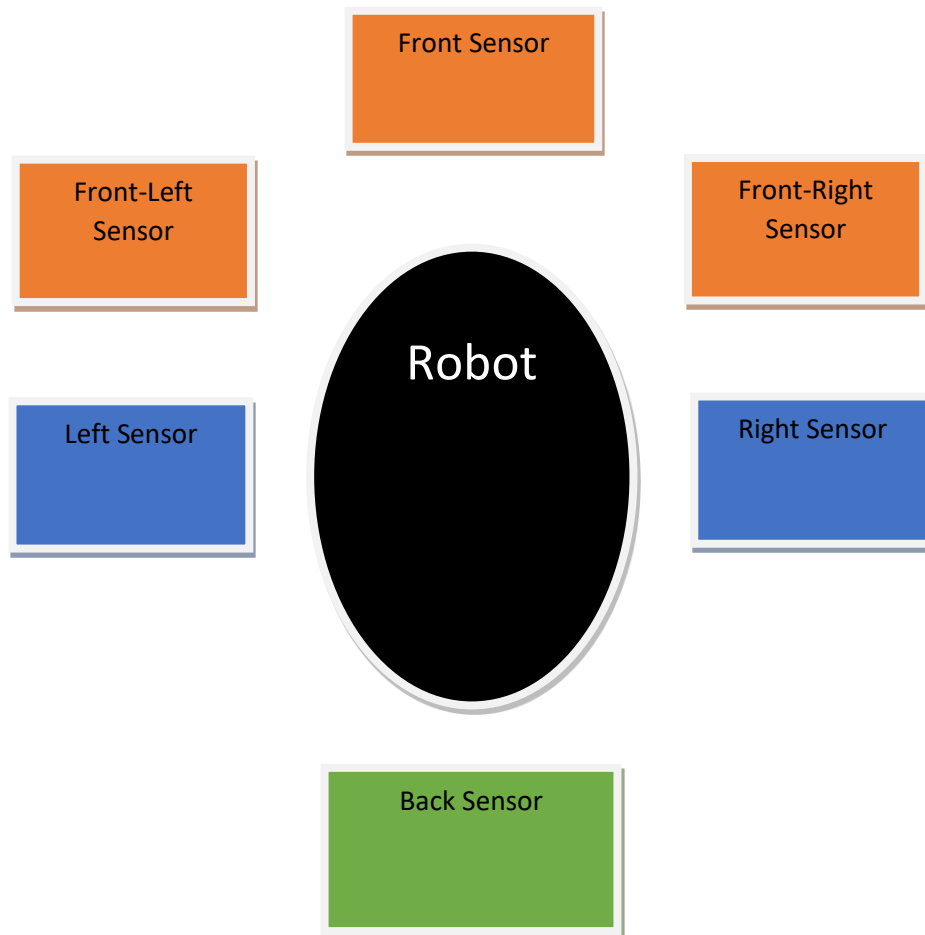 Front Sensor
Front-Left
Sensor
Front-Right
Sensor
Robot
Left Sensor
Right Sensor
Back Sensor